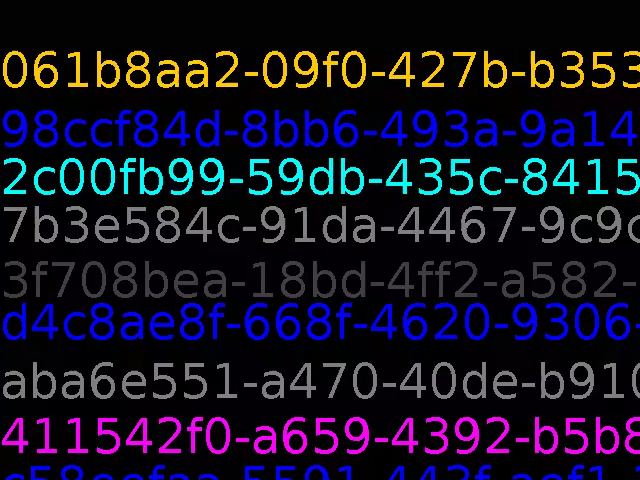 061b8aa2-09f0-427b-b353
98ccf84d-8bb6-493a-9a14
2c00fb99-59db-435c-8415
7b3e584c-91da-4467-9c9c
3f708bea-18bd-4ff2-a582-
d4c8ae8f-668f-4620-9306-
aba6e551-a470-40de-b910
411542f0-a659-4392-b5b8